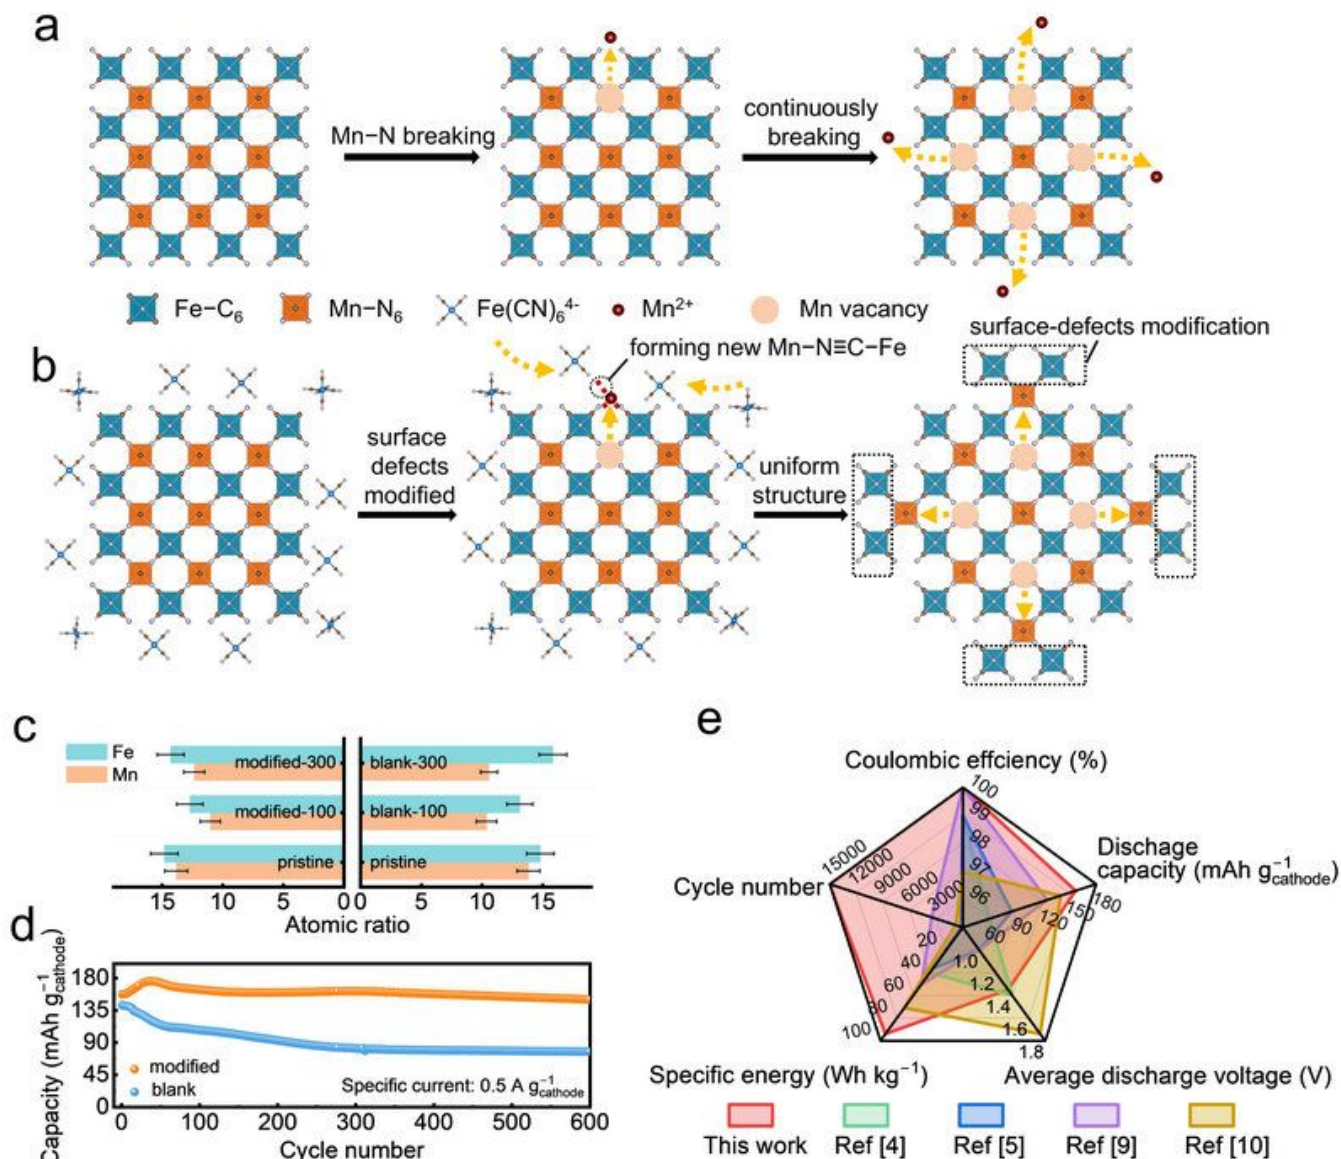 a
Mn−N breaking
continuously
breaking
Fe−C₆
Mn−N₆
Fe(CN)₆⁴⁻
Mn²⁺
Mn vacancy
b
forming new Mn−N≡C−Fe
surface-defects modification
surface
defects
modified
uniform
structure
c
Fe
Mn
modified-300
blank-300
modified-100
blank-100
pristine
pristine
15 10 5 0 0 5 10 15
Atomic ratio
d
Capacity (mAh g⁻¹cathode)
180
135
90
45
0
modified
blank
Specific current: 0.5 A g⁻¹cathode
0 100 200 300 400 500 600
Cycle number
e
Coulombic effciency (%)
100
99
98
97
96
Dischage
capacity (mAh g⁻¹cathode)
60 90 120 150 180
Cycle number
15000 12000 9000 6000 3000
20
40
60
80
100
1.0
1.2
1.4
1.6
1.8
Specific energy (Wh kg⁻¹)
Average discharge voltage (V)
This work
Ref [4]
Ref [5]
Ref [9]
Ref [10]